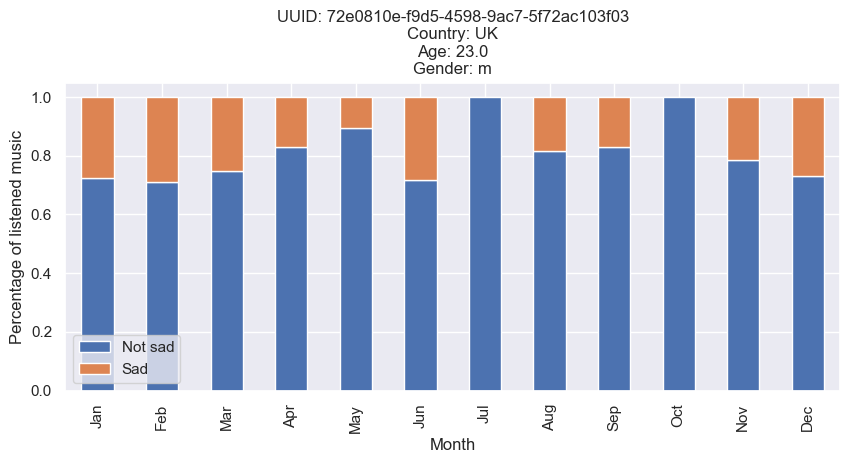 UUID: 72e0810e-f9d5-4598-9ac7-5f72ac103f03
Country: UK
Age: 23.0
Gender: m
Percentage of listened music
1.0
0.8
0.6
0.4
0.2
0.0
Not sad
Sad
Jan
Feb
Mar
Apr
May
Jun
Jul
Aug
Sep
Oct
Nov
Dec
Month